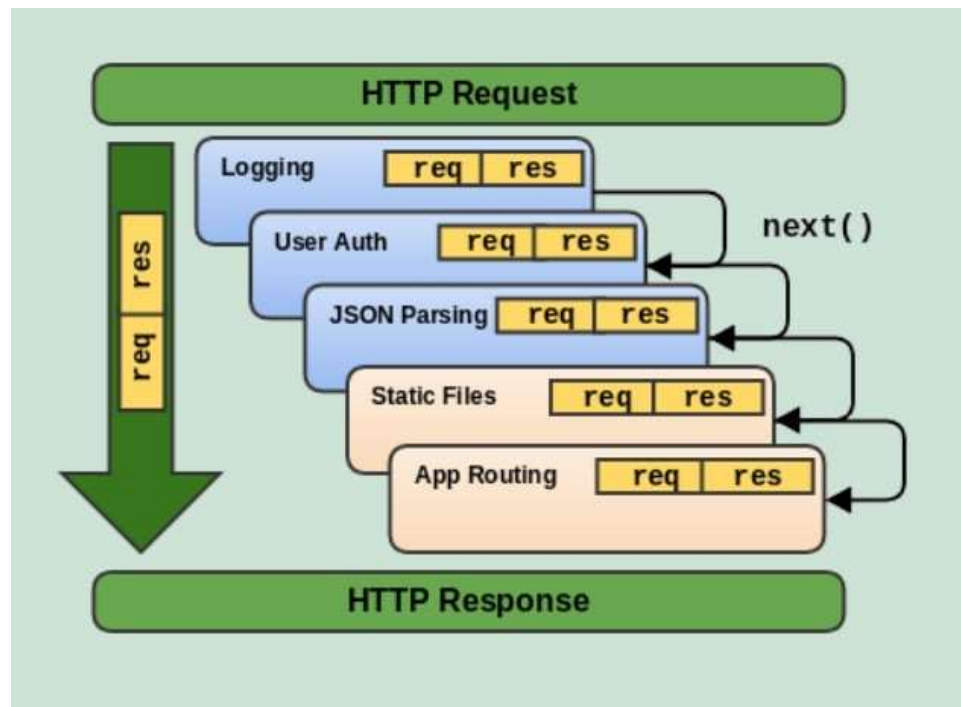 HTTP Request
Logging req res
next()
User Auth req res
JSON Parsing req res
Static Files req res
App Routing req res
res
req
HTTP Response